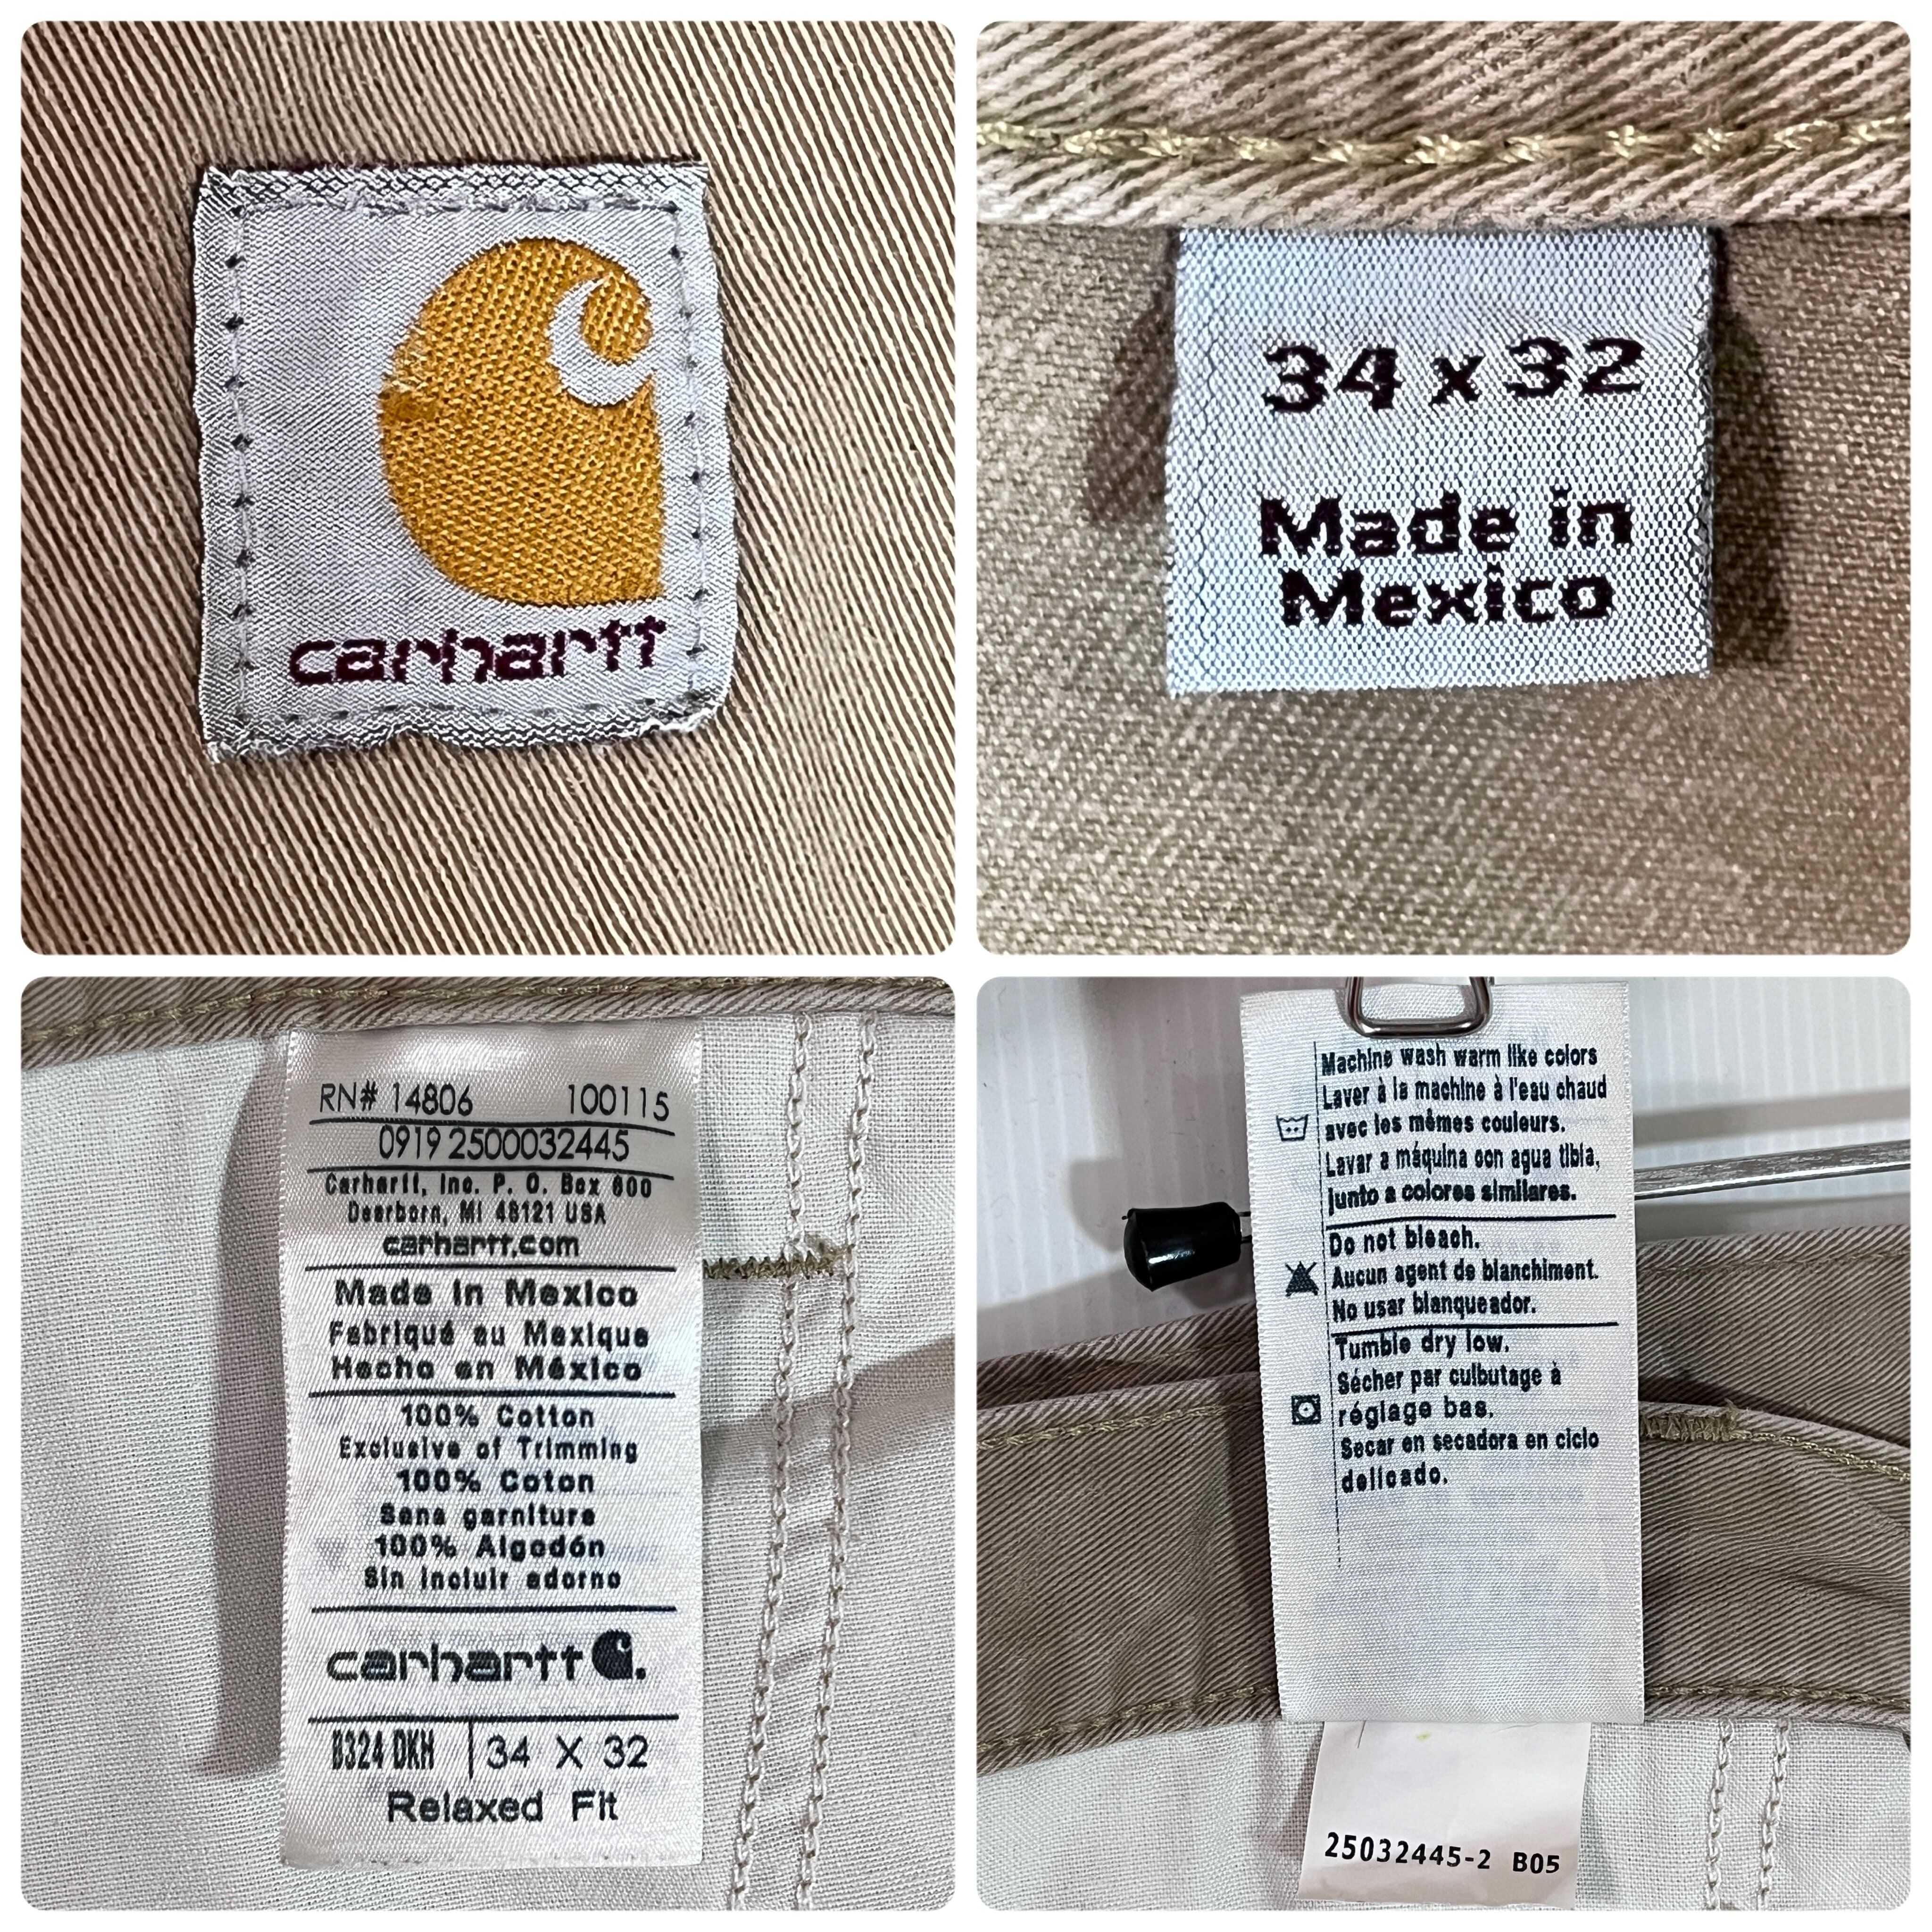 carhartt
34 x 32
Made in
Mexico
RN# 14806 100115
0919 2500032445
Carhartt, Inc. P. O. Box 600
Dearborn, MI 48121 USA
carhartt.com
Made in Mexico
Fabriqué au Mexique
Hecho en México
100% Cotton
Exclusive of Trimming
100% Coton
Sans garniture
100% Algodón
Sin incluir adorno
carhartt
B324 DKH 34 X 32
Relaxed Fit
Machine wash warm like colors
Laver à la machine à l'eau chaud
avec les mêmes couleurs.
Lavar a máquina con agua tibia,
junto a colores similares.
Do not bleach.
Aucun agent de blanchiment.
No usar blanqueador.
Tumble dry low.
Sécher par culbutage à
réglage bas.
Secar en secadora en ciclo
delicado.
25032445-2 B05